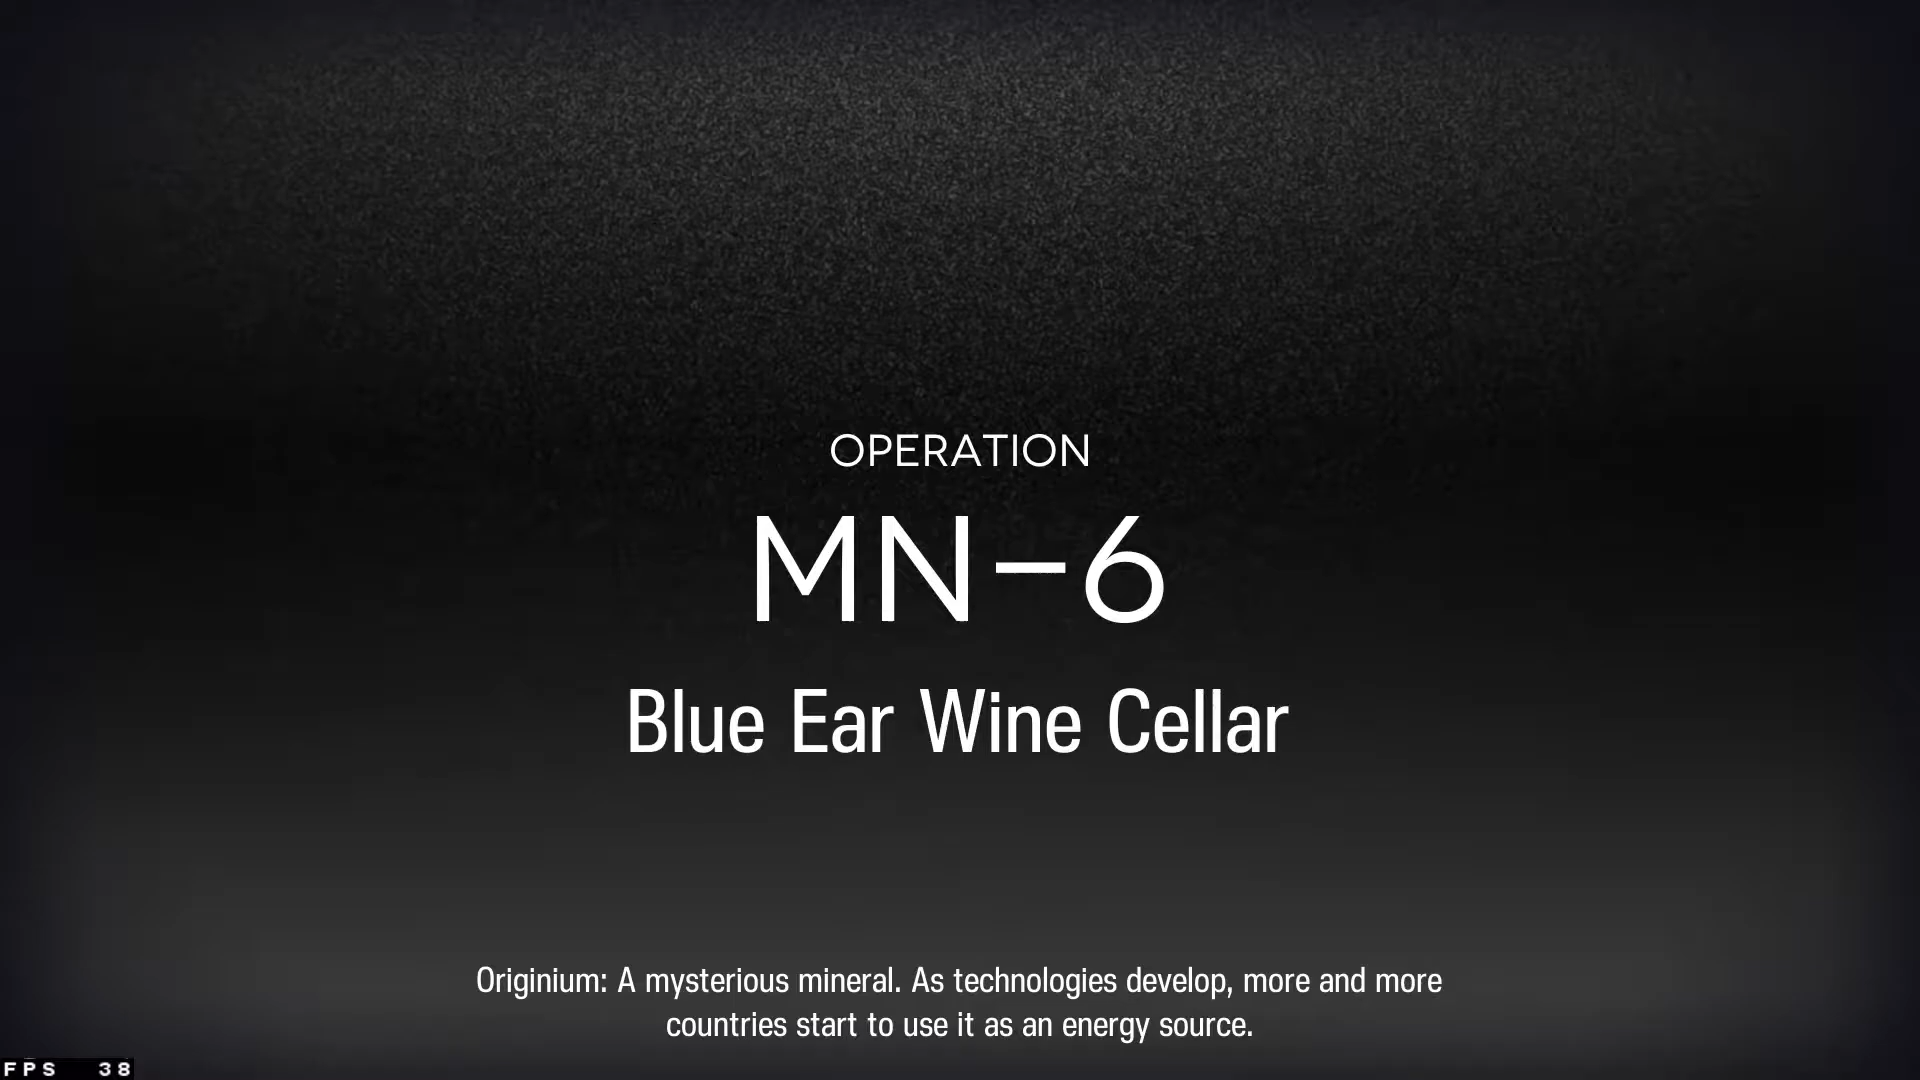 OPERATION
MN-6
Blue Ear Wine Cellar
Originium: A mysterious mineral. As technologies develop, more and more
countries start to use it as an energy source.
FPS 38